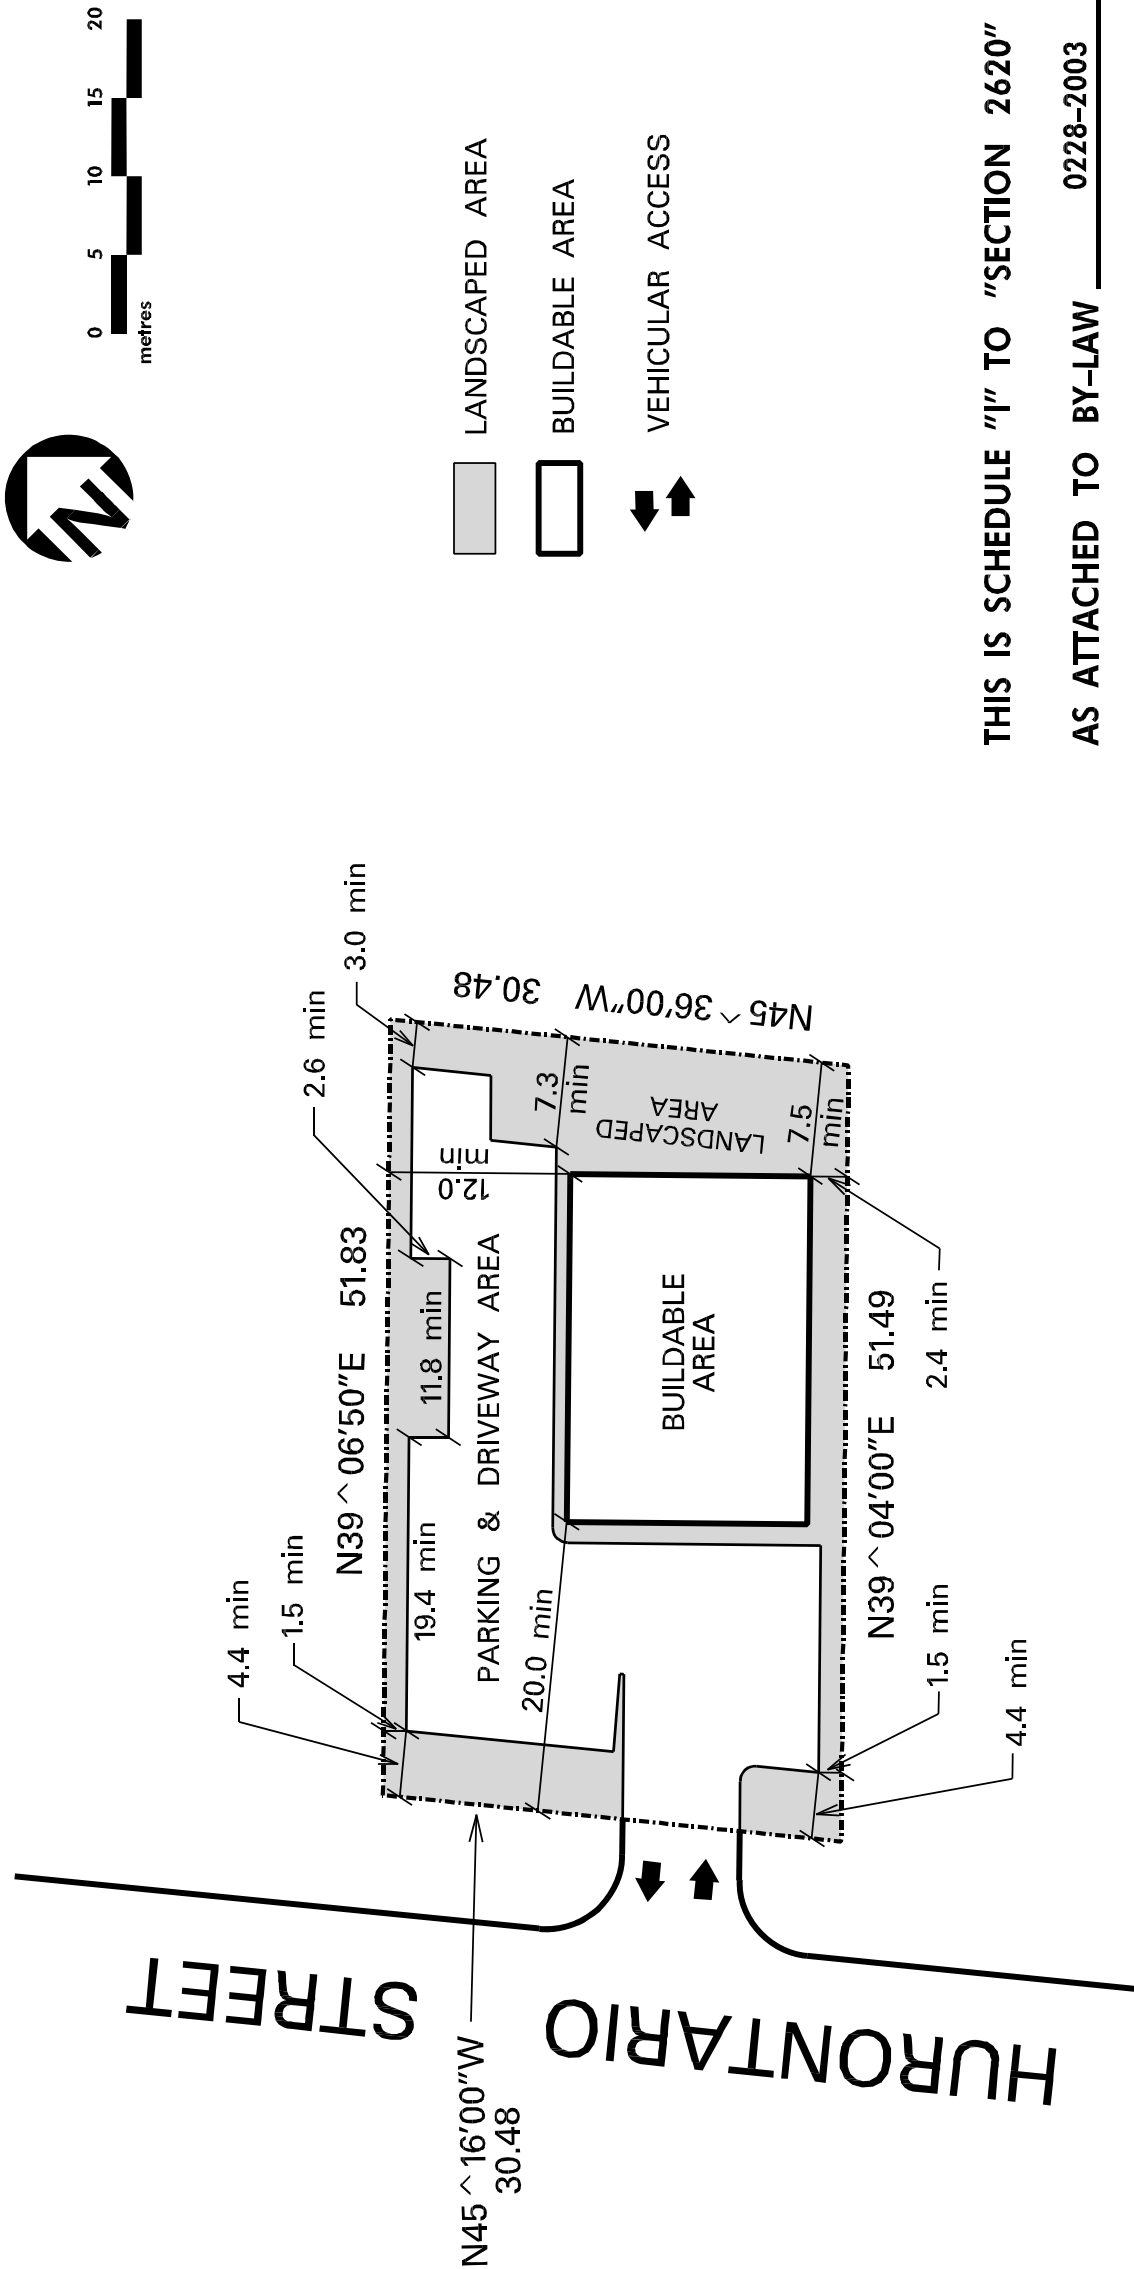 4.4 min
1.5 min
2.6 min
3.0 min
N39^06'50"E 51.83
19.4 min
11.8 min
12.0
min
PARKING & DRIVEWAY AREA
20.0 min
7.3
min
LANDSCAPED
AREA
7.5
min
BUILDABLE
AREA
N45^36'00"W 30.48
N39^04'00"E 51.49
1.5 min
2.4 min
4.4 min
N45^16'00"W
30.48
HURONTARIO STREET
N
0 5 10 15 20
metres
LANDSCAPED AREA
BUILDABLE AREA
VEHICULAR ACCESS
THIS IS SCHEDULE "I" TO "SECTION 2620"
AS ATTACHED TO BY-LAW 0228-2003